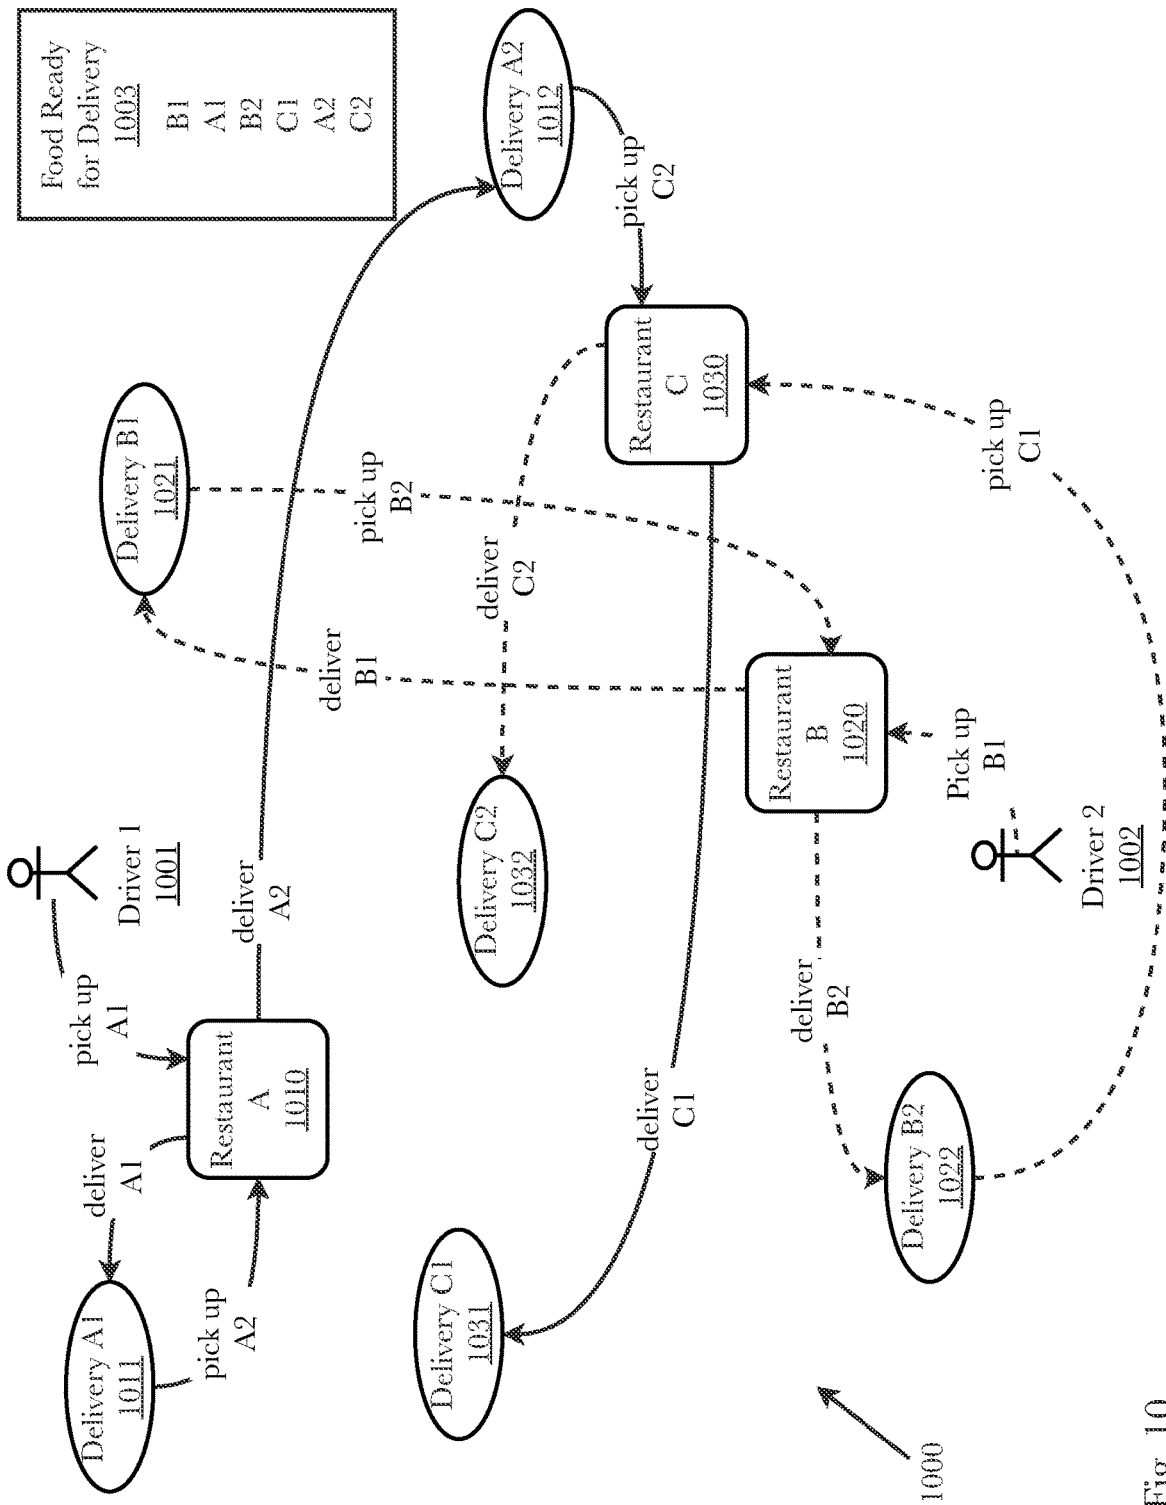 Food Ready
for Delivery
1003
B1
A1
B2
C1
A2
C2
Driver 1
1001
pick up
A1
deliver
A1
Delivery A1
1011
pick up
A2
Restaurant
A
1010
deliver
A2
Delivery B1
1021
deliver
B1
pick up
B2
Delivery A2
1012
pick up
C2
Restaurant
C
1030
deliver
C2
Delivery C2
1032
deliver
C1
Delivery C1
1031
Restaurant
B
1020
Pick up
B1
Driver 2
1002
deliver
B2
Delivery B2
1022
pick up
C1
1000
Fig. 10